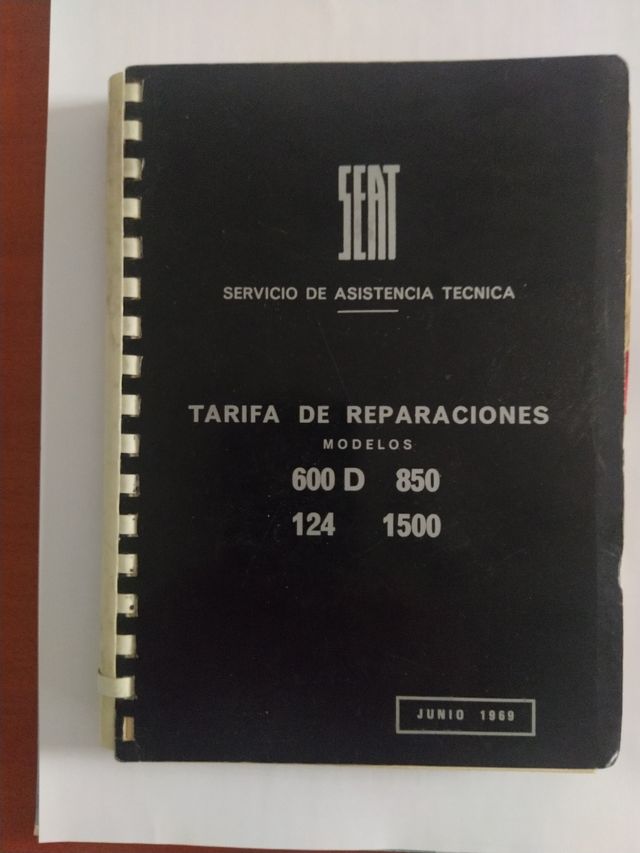 SEAT
SERVICIO DE ASISTENCIA TECNICA
TARIFA DE REPARACIONES
MODELOS
600 D 850
124 1500
JUNIO 1969